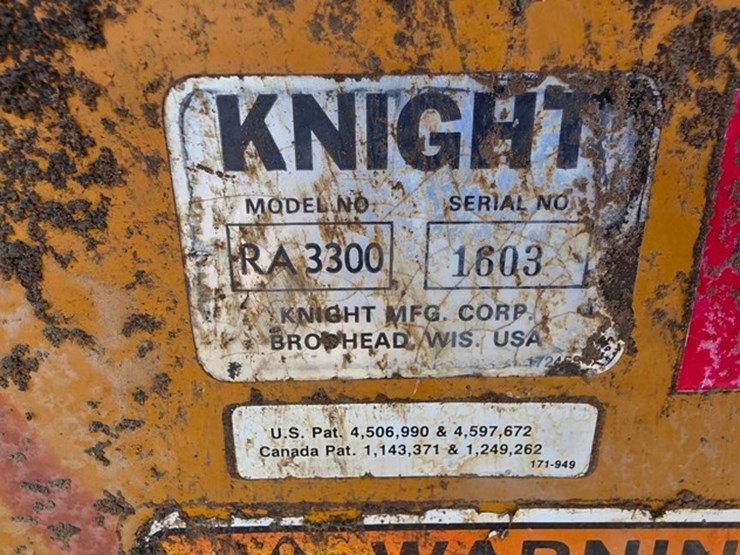 KNIGHT
MODEL NO SERIAL NO
RA 3300 1603
KNIGHT MFG. CORP.
BRODHEAD, WIS. USA
U.S. Pat. 4,506,990 & 4,597,672
Canada Pat. 1,143,371 & 1,249,262
171-949